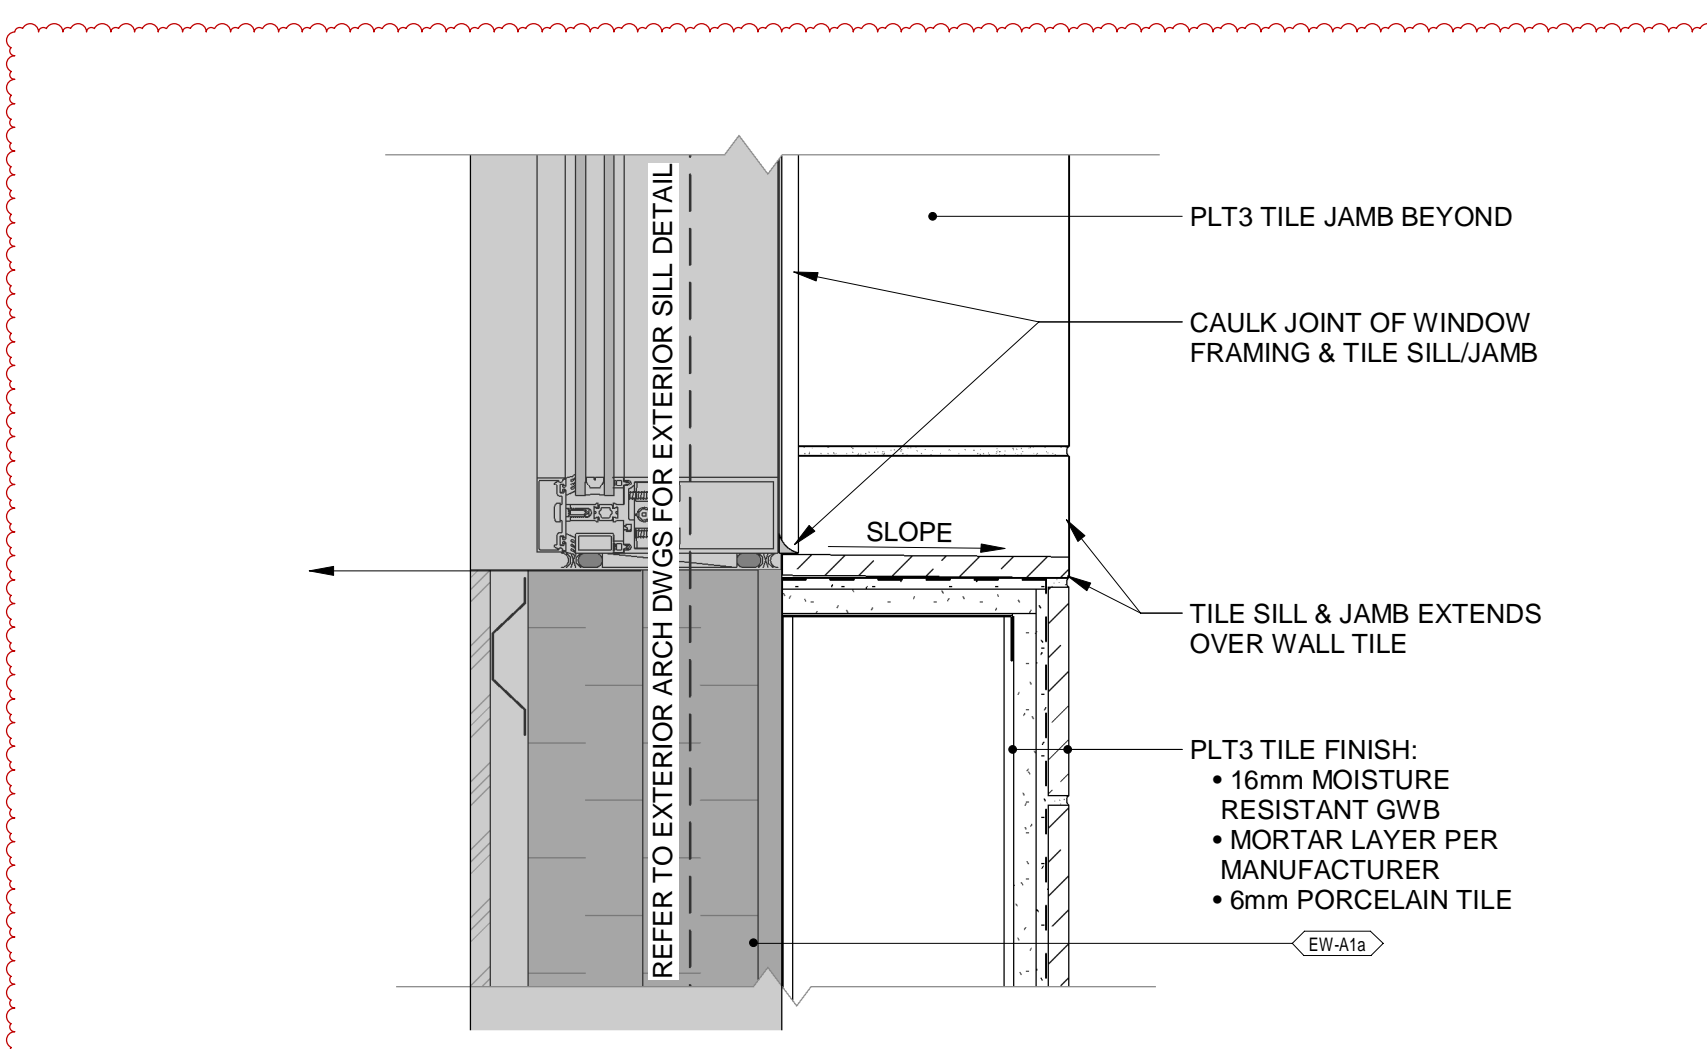 REFER TO EXTERIOR ARCH DWGS FOR EXTERIOR SILL DETAIL
PLT3 TILE JAMB BEYOND
CAULK JOINT OF WINDOW
FRAMING & TILE SILL/JAMB
SLOPE
TILE SILL & JAMB EXTENDS
OVER WALL TILE
PLT3 TILE FINISH:
• 16mm MOISTURE
RESISTANT GWB
• MORTAR LAYER PER
MANUFACTURER
• 6mm PORCELAIN TILE
EW-A1a